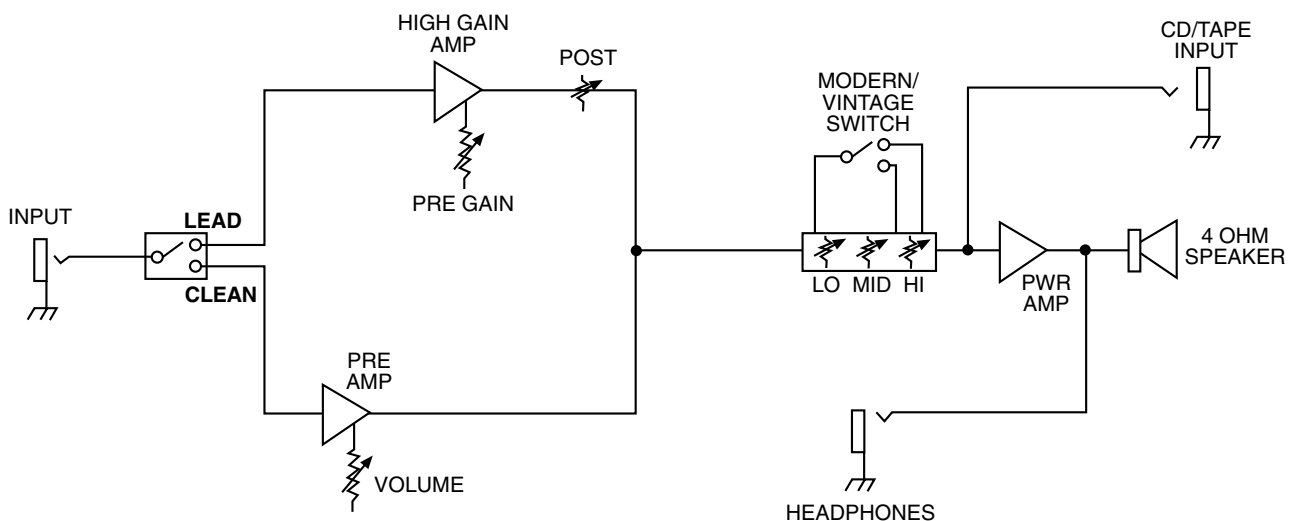 HIGH GAIN
AMP
POST
PRE GAIN
CD/TAPE
INPUT
MODERN/
VINTAGE
SWITCH
INPUT
LEAD
CLEAN
LO MID HI
PWR
AMP
4 OHM
SPEAKER
PRE
AMP
VOLUME
HEADPHONES